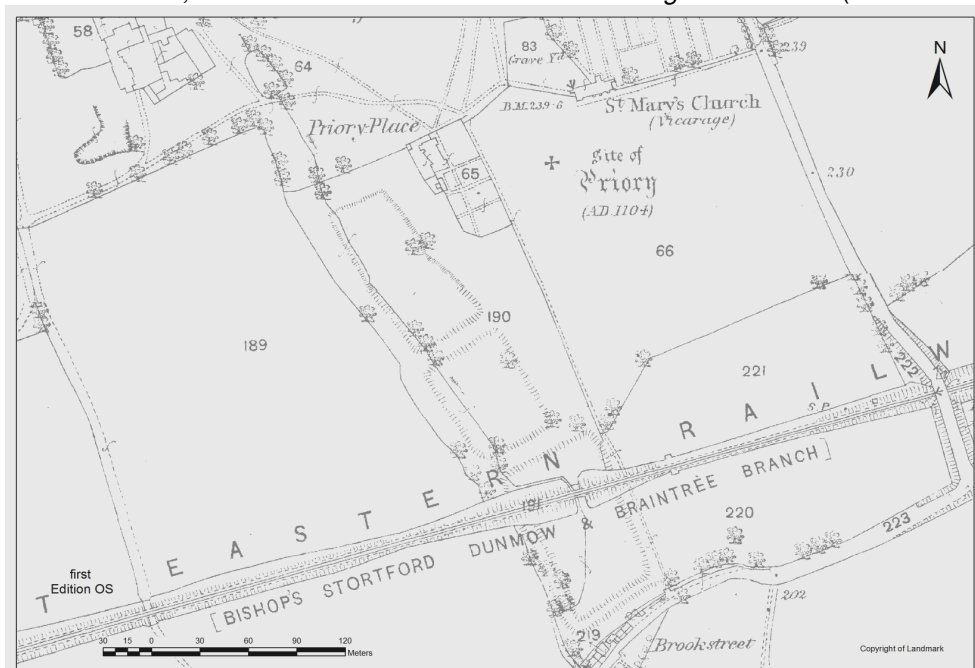 58
64
83
Grave Yd.
239
N
B.M.239·6
St. Mary's Church
(Vicarage)
Priory Place
65
Site of
Priory
(A.D.1104)
230
66
190
189
221
222
T EASTERN RAILW
S.P.
191
[BISHOP'S STORTFORD DUNMOW & BRAINTREE BRANCH]
220
223
first
Edition OS
202
219
Brookstreet
30 15 0 30 60 90 120
Meters
Copyright of Landmark